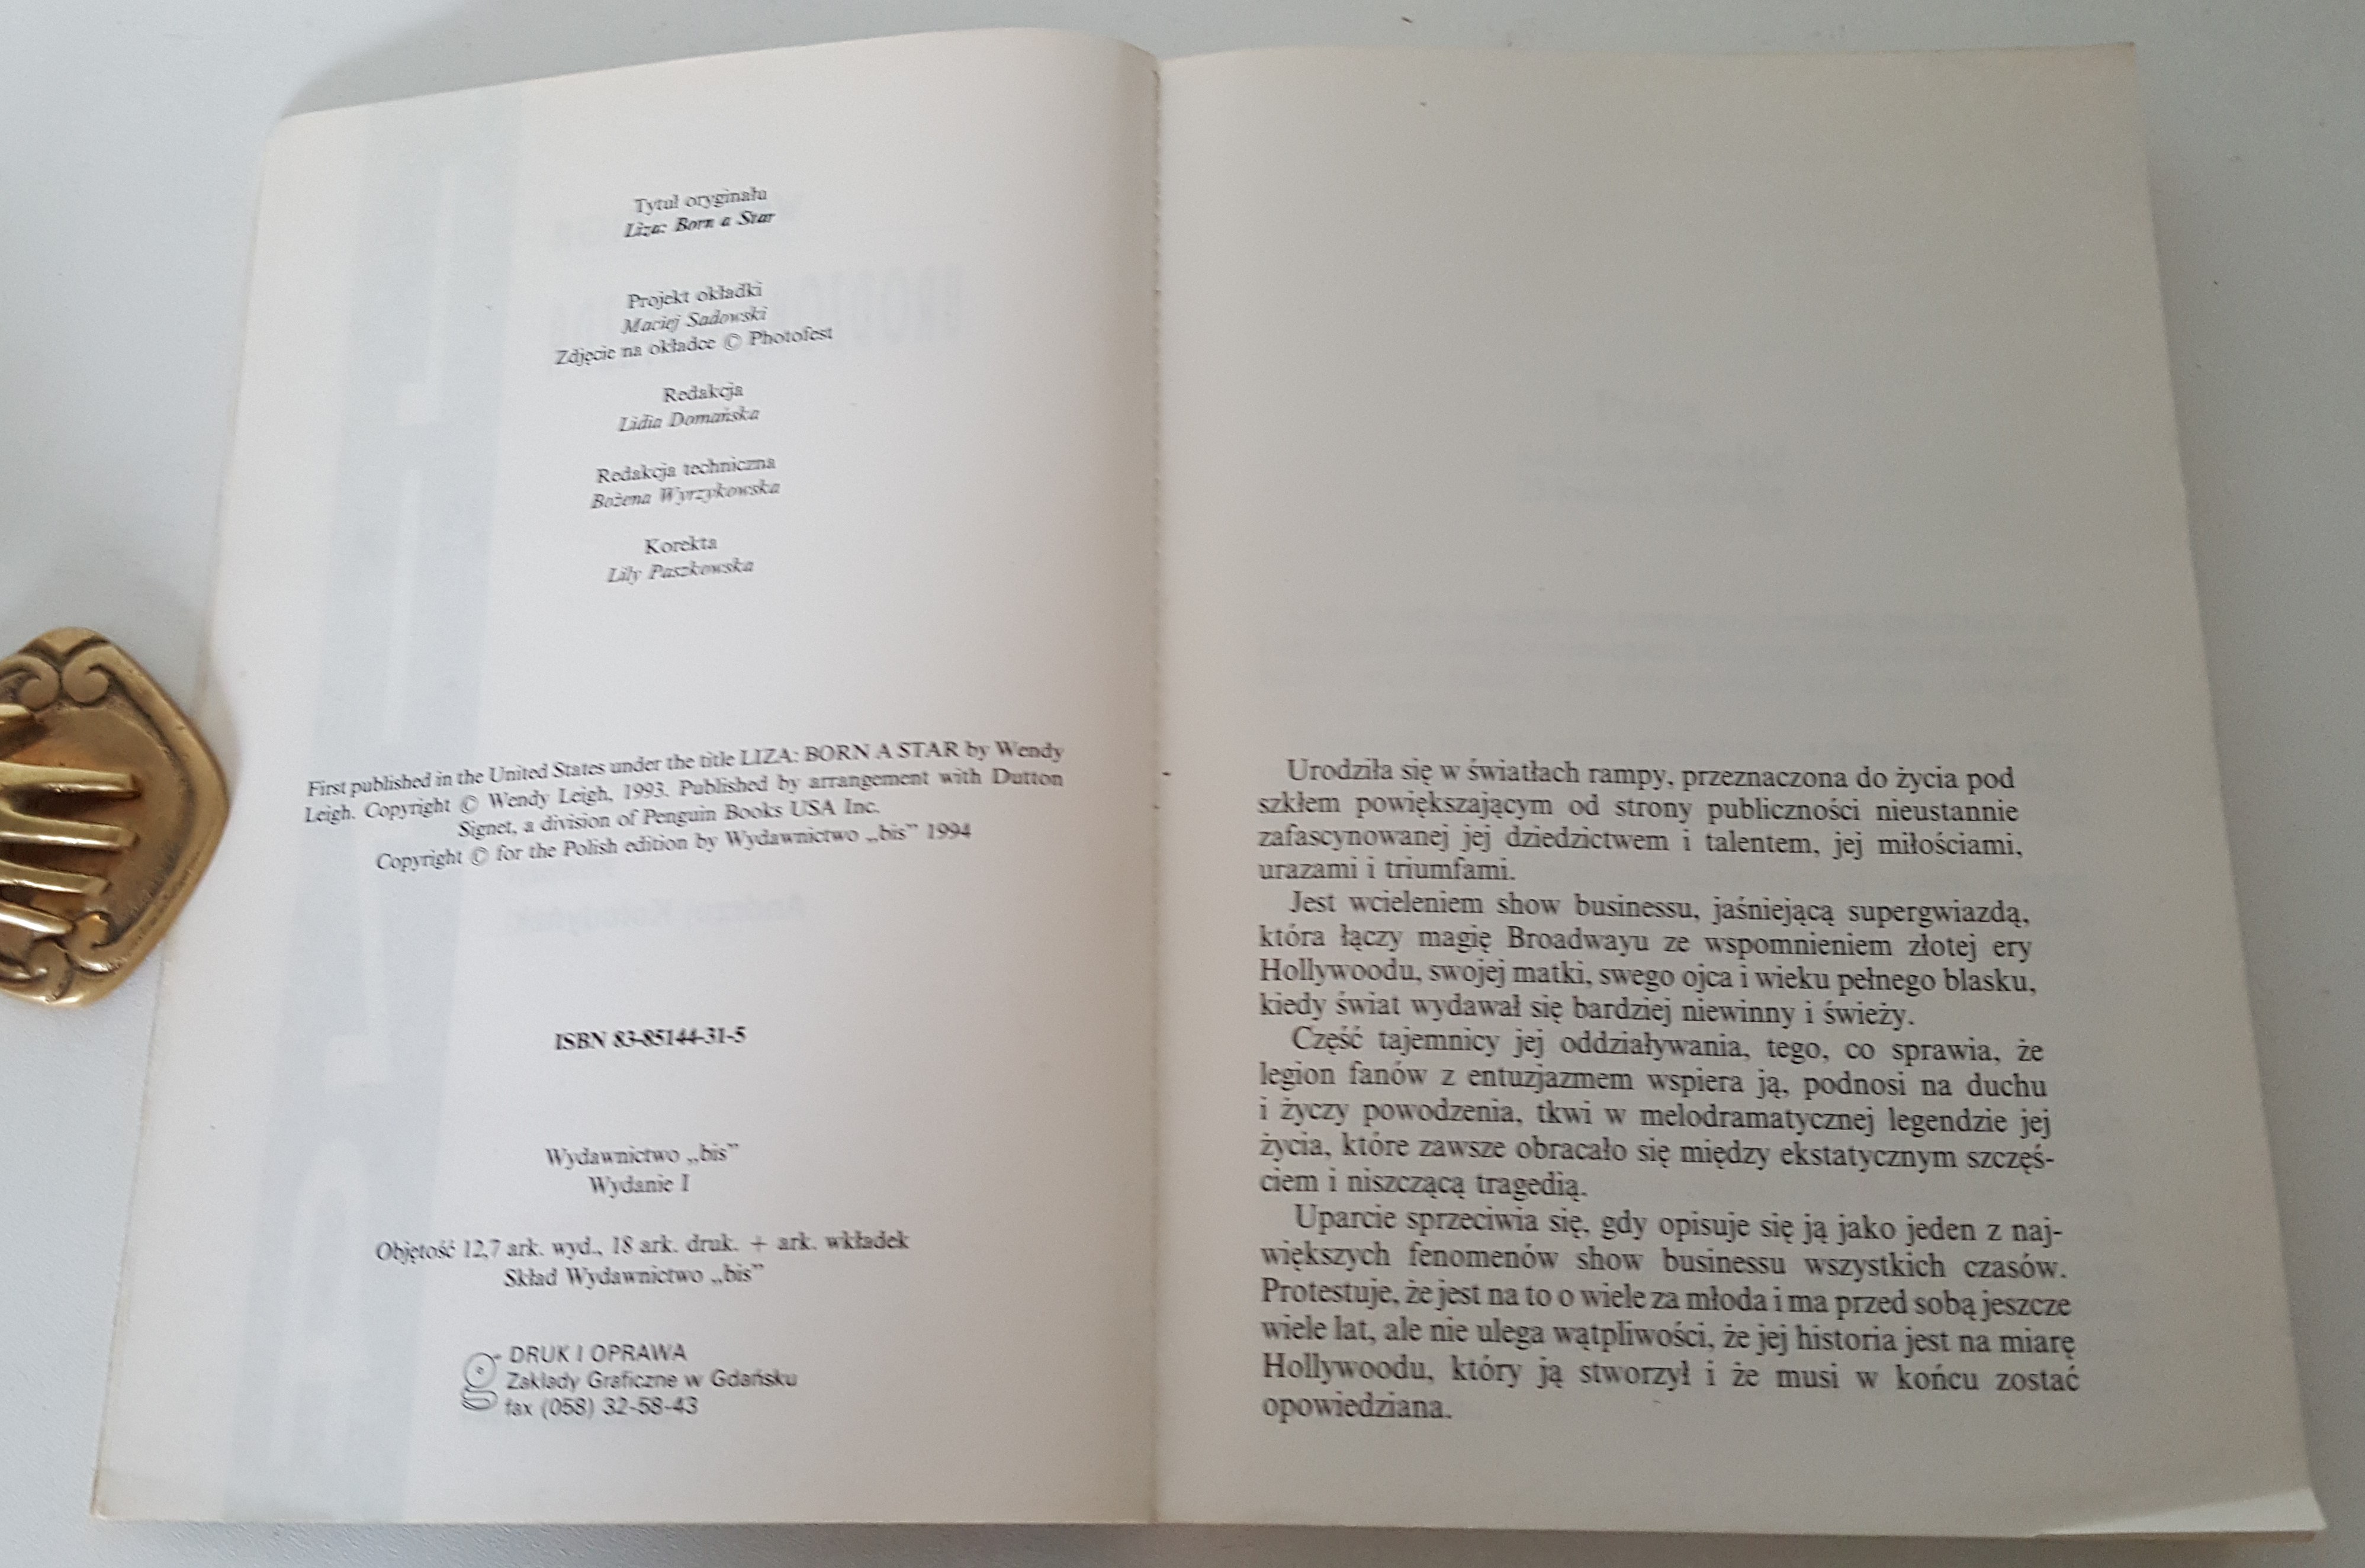 Tytuł oryginału
Liza: Born a Star
Projekt okładki
Maciej Sadowski
Zdjęcie na okładce © Photofest
Redakcja
Lidia Domańska
Redakcja techniczna
Bożena Wyrzykowska
Korekta
Lily Paszkowska
First published in the United States under the title LIZA: BORN A STAR by Wendy
Leigh. Copyright © Wendy Leigh, 1993. Published by arrangement with Dutton
Signet, a division of Penguin Books USA Inc.
Copyright © for the Polish edition by Wydawnictwo „bis” 1994
ISBN 83-85144-31-5
Wydawnictwo „bis”
Wydanie I
Objętość 12,7 ark. wyd., 18 ark. druk. + ark. wkładek
Skład Wydawnictwo „bis”
DRUK I OPRAWA
Zakłady Graficzne w Gdańsku
fax (058) 32-58-43
Urodziła się w światłach rampy, przeznaczona do życia pod
szkłem powiększającym od strony publiczności nieustannie
zafascynowanej jej dziedzictwem i talentem, jej miłościami,
urazami i triumfami.
Jest wcieleniem show businessu, jaśniejącą supergwiazdą,
która łączy magię Broadwayu ze wspomnieniem złotej ery
Hollywoodu, swojej matki, swego ojca i wieku pełnego blasku,
kiedy świat wydawał się bardziej niewinny i świeży.
Część tajemnicy jej oddziaływania, tego, co sprawia, że
legion fanów z entuzjazmem wspiera ją, podnosi na duchu
i życzy powodzenia, tkwi w melodramatycznej legendzie jej
życia, które zawsze obracało się między ekstatycznym szczęś-
ciem i niszczącą tragedią.
Uparcie sprzeciwia się, gdy opisuje się ją jako jeden z naj-
większych fenomenów show businessu wszystkich czasów.
Protestuje, że jest na to o wiele za młoda i ma przed sobą jeszcze
wiele lat, ale nie ulega wątpliwości, że jej historia jest na miarę
Hollywoodu, który ją stworzył i że musi w końcu zostać
opowiedziana.